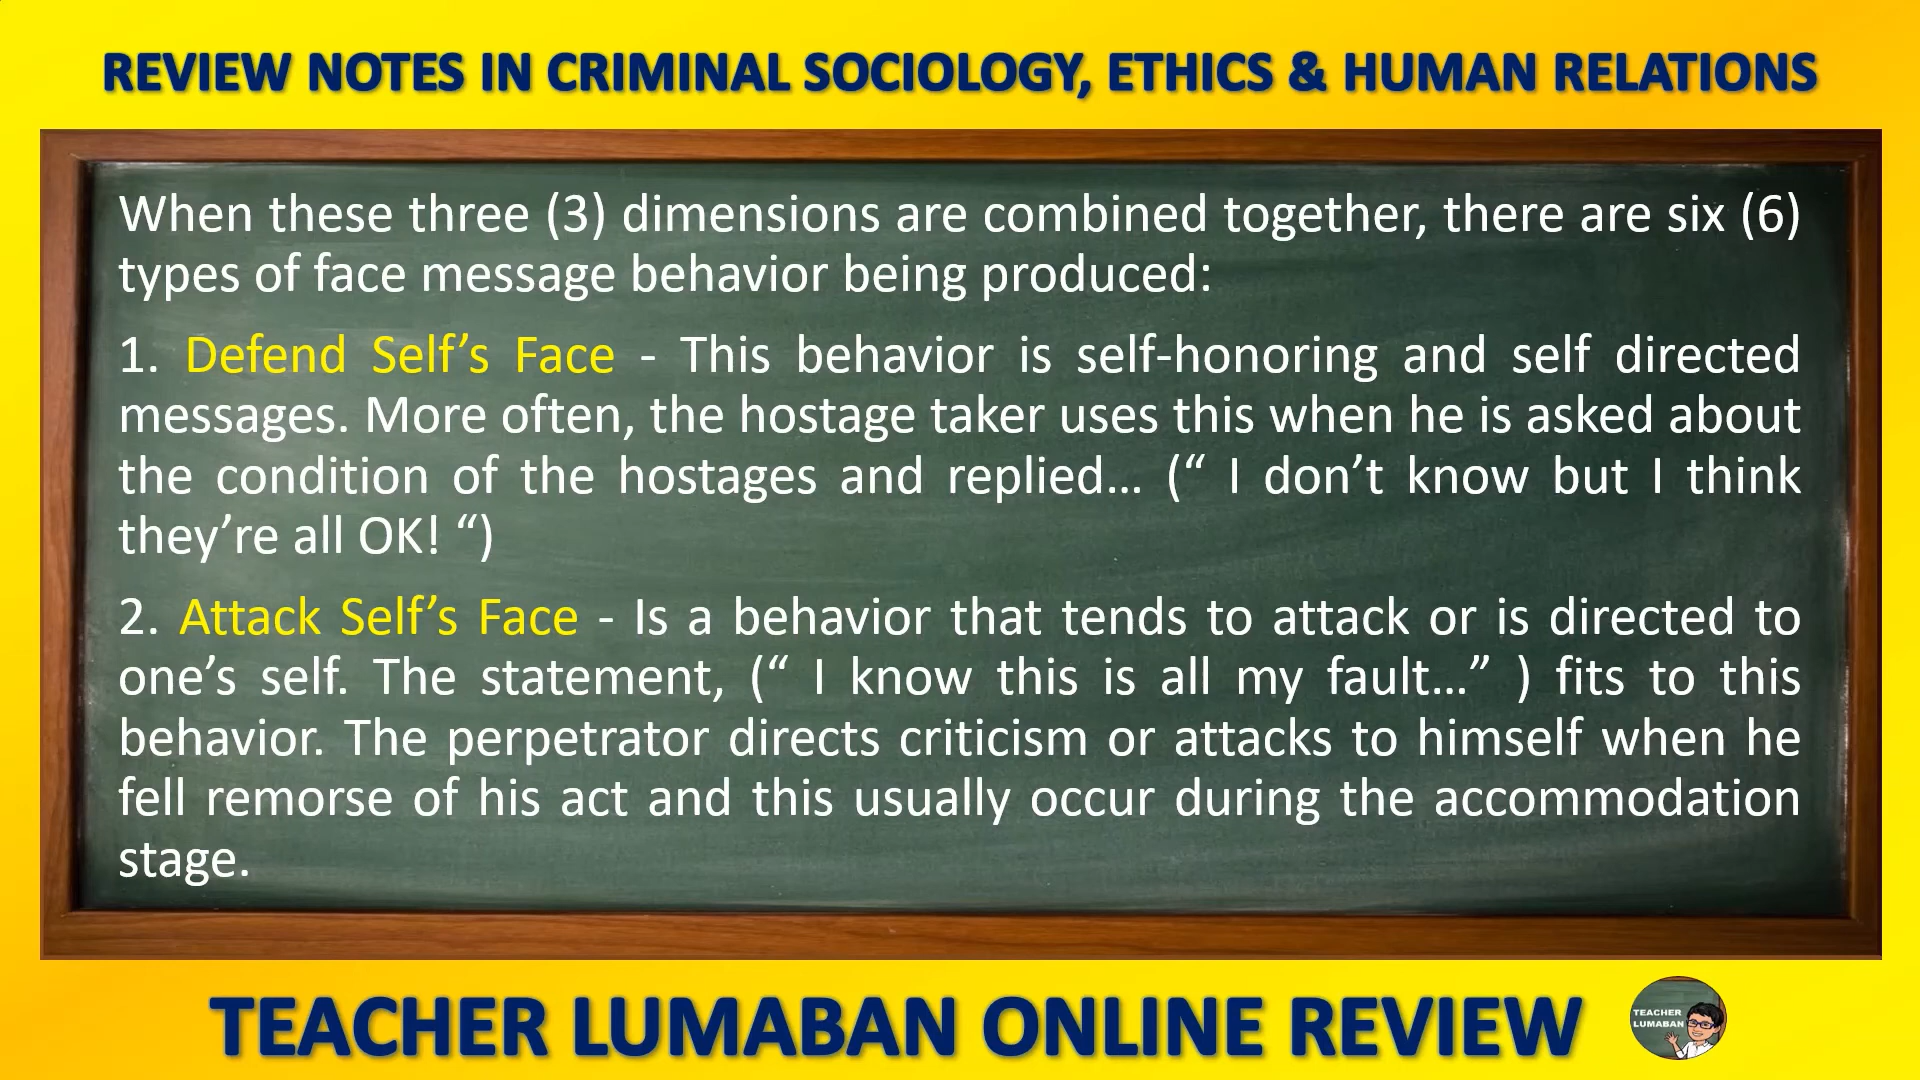 REVIEW NOTES IN CRIMINAL SOCIOLOGY, ETHICS & HUMAN RELATIONS
When these three (3) dimensions are combined together, there are six (6)
types of face message behavior being produced:
1. Defend Self’s Face - This behavior is self-honoring and self directed
messages. More often, the hostage taker uses this when he is asked about
the condition of the hostages and replied… (“ I don’t know but I think
they’re all OK! “)
2. Attack Self’s Face - Is a behavior that tends to attack or is directed to
one’s self. The statement, (“ I know this is all my fault…” ) fits to this
behavior. The perpetrator directs criticism or attacks to himself when he
fell remorse of his act and this usually occur during the accommodation
stage.
TEACHER LUMABAN ONLINE REVIEW
TEACHER
LUMABAN